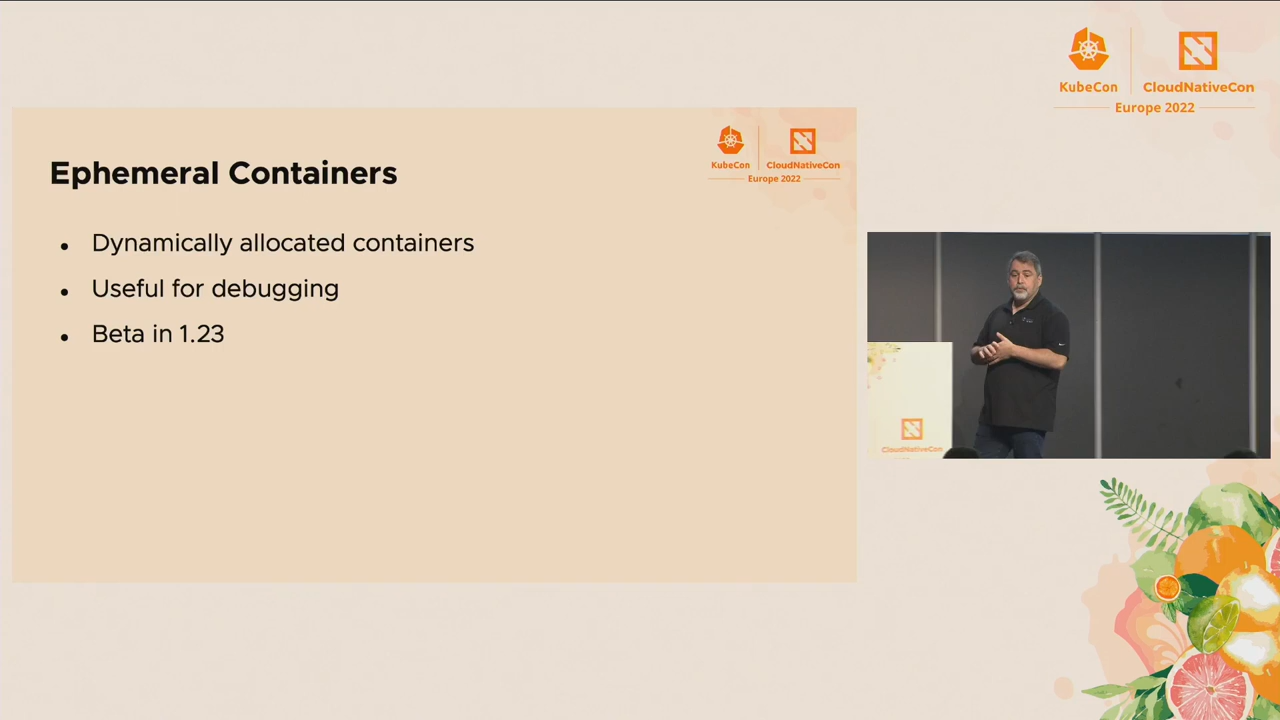 KubeCon
CloudNativeCon
Europe 2022
KubeCon
CloudNativeCon
Europe 2022
Ephemeral Containers
• Dynamically allocated containers
• Useful for debugging
• Beta in 1.23
CloudNativeCon